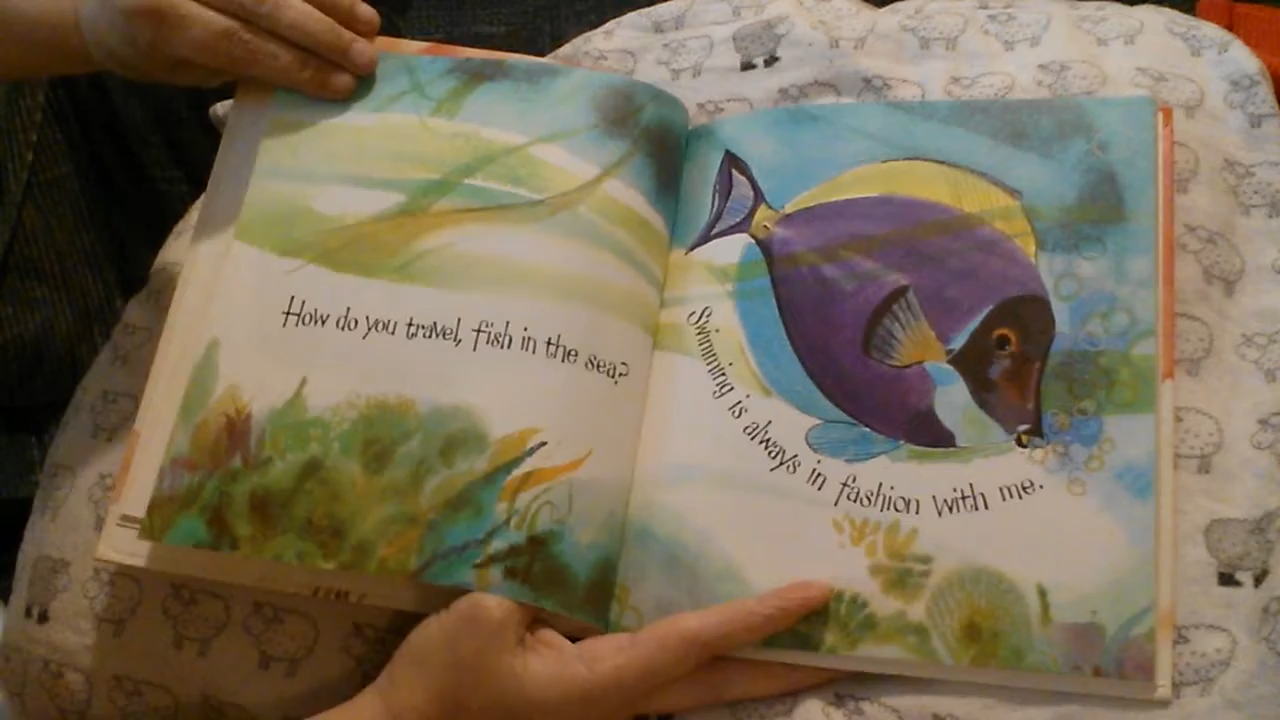 How do you travel, fish in the sea?
Swimming is always in fashion with me.